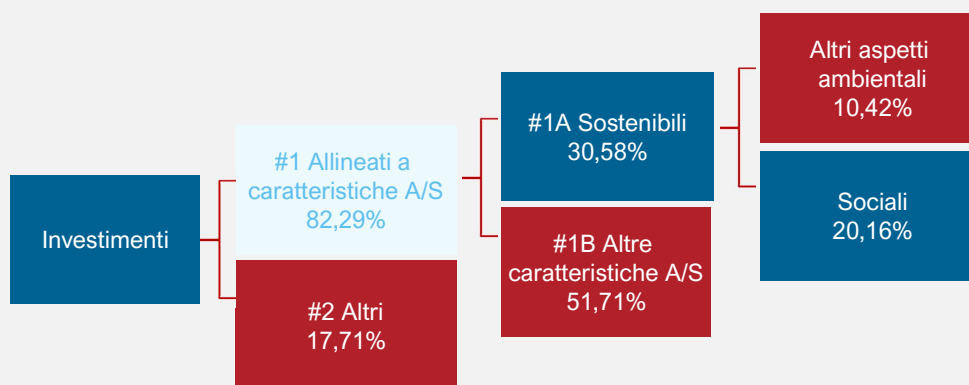 Investimenti
#1 Allineati a
caratteristiche A/S
82,29%
#2 Altri
17,71%
#1A Sostenibili
30,58%
#1B Altre
caratteristiche A/S
51,71%
Altri aspetti
ambientali
10,42%
Sociali
20,16%